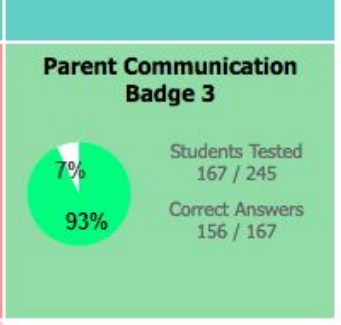 Parent Communication
Badge 3
7%
93%
Students Tested
167 / 245
Correct Answers
156 / 167